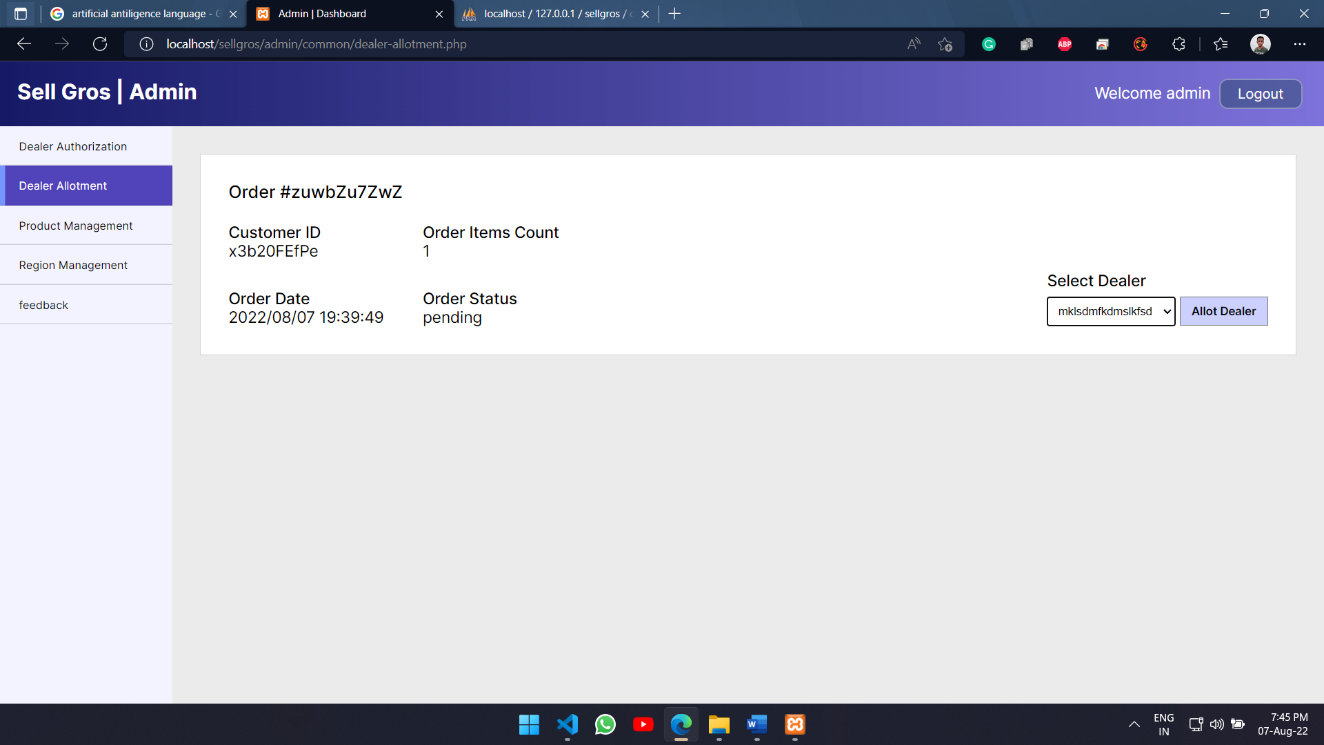 artificial antiligence language - G
Admin | Dashboard
localhost / 127.0.0.1 / sellgros /
localhost/sellgros/admin/common/dealer-allotment.php
ABP
Sell Gros | Admin
Welcome admin
Logout
Dealer Authorization
Dealer Allotment
Product Management
Region Management
feedback
Order #zuwbZu7ZwZ
Customer ID
x3b20FEfPe
Order Items Count
1
Order Date
2022/08/07 19:39:49
Order Status
pending
Select Dealer
mklsdmfkdmslkfsd
Allot Dealer
ENG
IN
7:45 PM
07-Aug-22